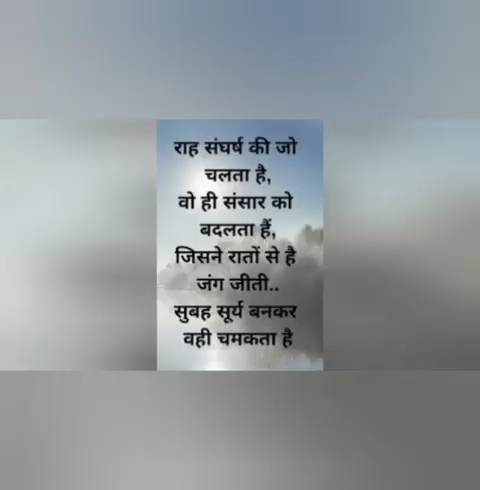 राह संघर्ष की जो
चलता है,
वो ही संसार को
बदलता हैं,
जिसने रातों से है
जंग जीती..
सुबह सूर्य बनकर
वही चमकता है